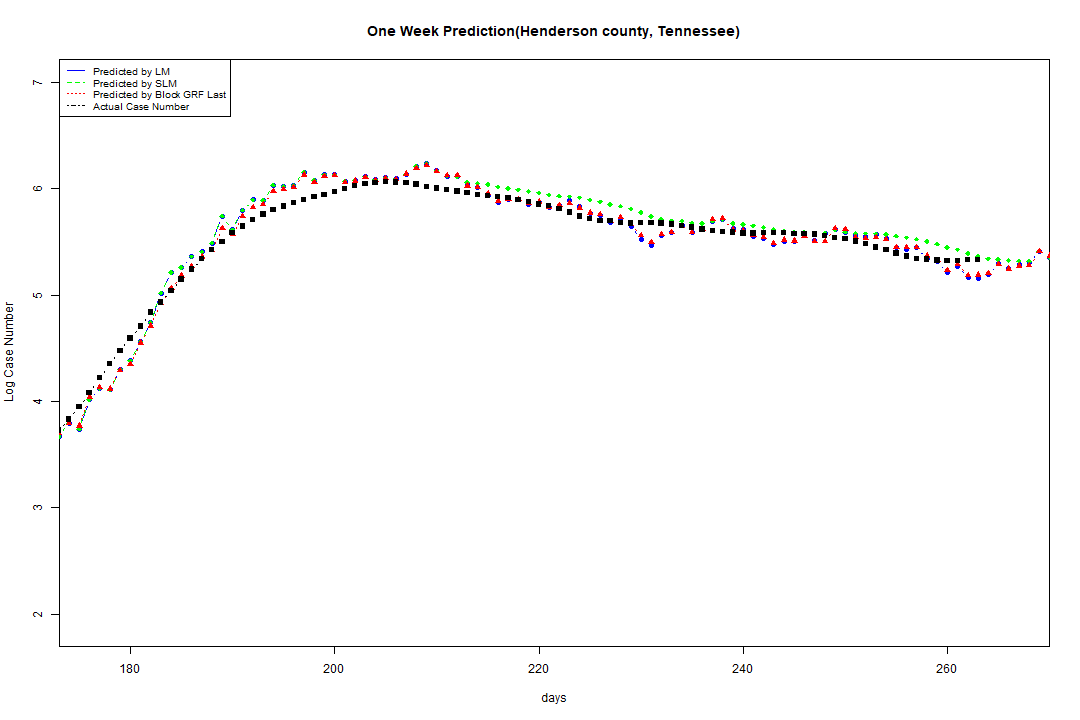 One Week Prediction(Henderson county, Tennessee)
Predicted by LM
Predicted by SLM
Predicted by Block GRF Last
Actual Case Number
7
6
5
4
3
2
Log Case Number
180 200 220 240 260
days